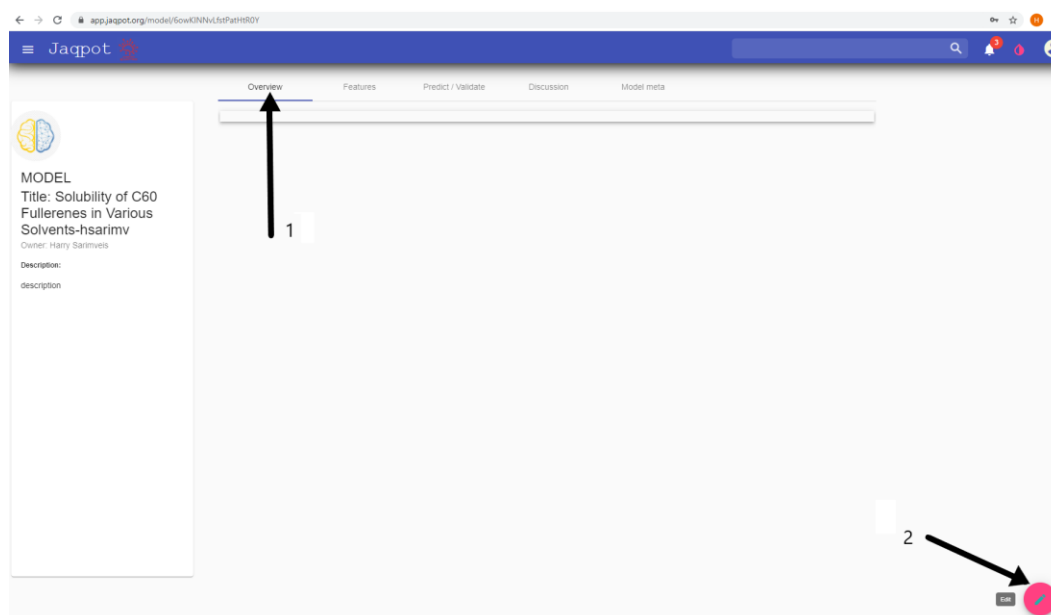 app.jaqpot.org/model/6owKlNNvLfstPatHtR0Y
H
Jaqpot
3
Overview Features Predict / Validate Discussion Model meta
MODEL
Title: Solubility of C60
Fullerenes in Various
Solvents-hsarimv
Owner: Harry Sarimveis
Description:
description
1
2
Edit